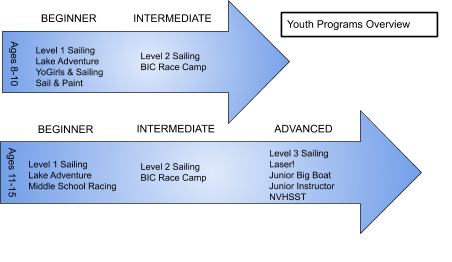 BEGINNER INTERMEDIATE
Youth Programs Overview
Ages 8-10
Level 1 Sailing
Lake Adventure
YoGirls & Sailing
Sail & Paint
Level 2 Sailing
BIC Race Camp
BEGINNER INTERMEDIATE ADVANCED
Ages 11-15
Level 1 Sailing
Lake Adventure
Middle School Racing
Level 2 Sailing
BIC Race Camp
Level 3 Sailing
Laser!
Junior Big Boat
Junior Instructor
NVHSST